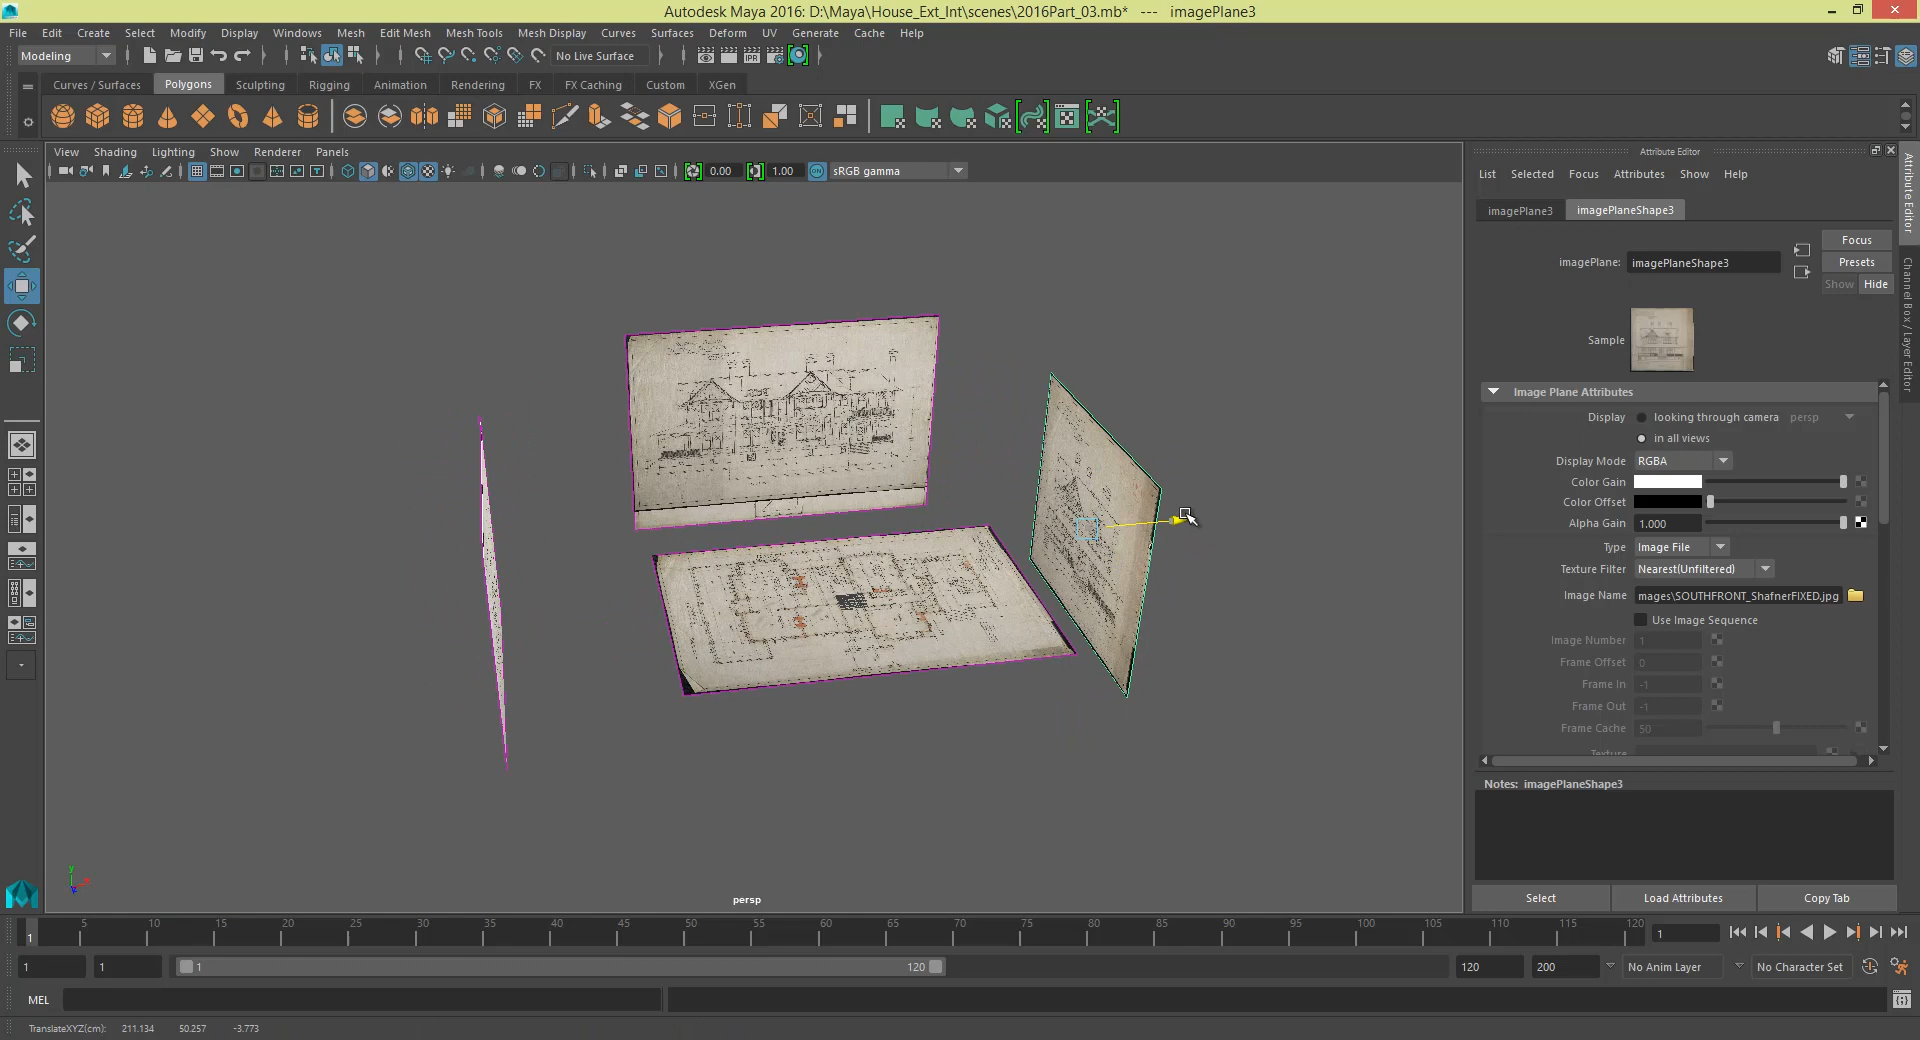 Autodesk Maya 2016: D:\Maya\House_Ext_Int\scenes\2016Part_03.mb* --- imagePlane3
File Edit Create Select Modify Display Windows Mesh Edit Mesh Mesh Tools Mesh Display Curves Surfaces Deform UV Generate Cache Help
Modeling No Live Surface
Curves / Surfaces Polygons Sculpting Rigging Animation Rendering FX FX Caching Custom XGen
View Shading Lighting Show Renderer Panels
0.00 1.00 ON sRGB gamma
Attribute Editor
List Selected Focus Attributes Show Help
imagePlane3 imagePlaneShape3
Focus
imagePlane: imagePlaneShape3 Presets
Show Hide
Sample
Image Plane Attributes
Display looking through camera persp
in all views
Display Mode RGBA
Color Gain
Color Offset
Alpha Gain 1.000
Type Image File
Texture Filter Nearest(Unfiltered)
Image Name mages\SOUTHFRONT_ShafnerFIXED.jpg
Use Image Sequence
Image Number 1
Frame Offset 0
Frame In -1
Frame Out -1
Frame Cache 50
Texture
Notes: imagePlaneShape3
Select Load Attributes Copy Tab
Attribute Editor
Channel Box / Layer Editor
y
persp
1 5 10 15 20 25 30 35 40 45 50 55 60 65 70 75 80 85 90 95 100 105 110 115 120 1
1 1 1 120 120 200 No Anim Layer No Character Set
MEL
TranslateXYZ(cm): 211.134 50.257 -3.773